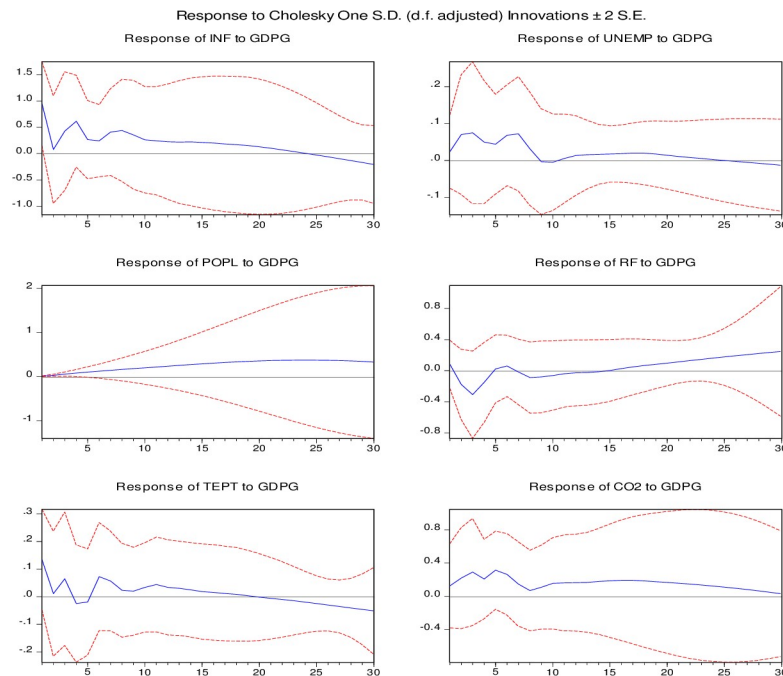 Response to Cholesky One S.D. (d.f. adjusted) Innovations ± 2 S.E.
Response of INF to GDPG
1.5
1.0
0.5
0.0
-0.5
-1.0
5 10 15 20 25 30
Response of UNEMP to GDPG
.2
.1
.0
-.1
5 10 15 20 25 30
Response of POPL to GDPG
2
1
0
-1
5 10 15 20 25 30
Response of RF to GDPG
0.8
0.4
0.0
-0.4
-0.8
5 10 15 20 25 30
Response of TEPT to GDPG
.3
.2
.1
.0
-.1
-.2
5 10 15 20 25 30
Response of CO2 to GDPG
0.8
0.4
0.0
-0.4
5 10 15 20 25 30